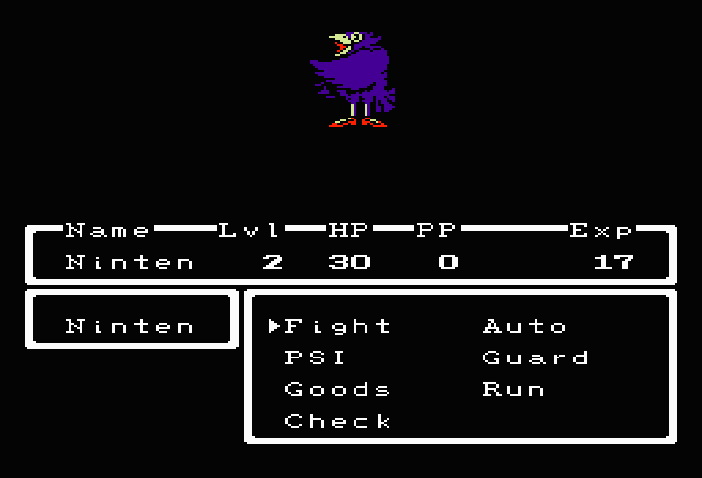 Name Lvl HP PP Exp
Ninten 2 30 0 17
Ninten
Fight Auto
PSI Guard
Goods Run
Check